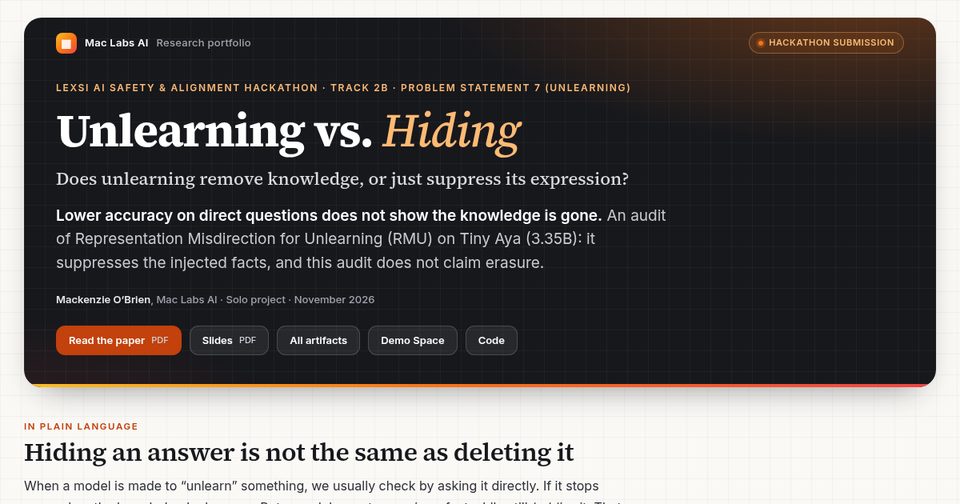 Mac Labs AI Research portfolio
HACKATHON SUBMISSION
LEXSI AI SAFETY & ALIGNMENT HACKATHON · TRACK 2B · PROBLEM STATEMENT 7 (UNLEARNING)
Unlearning vs. Hiding
Does unlearning remove knowledge, or just suppress its expression?
Lower accuracy on direct questions does not show the knowledge is gone. An audit
of Representation Misdirection for Unlearning (RMU) on Tiny Aya (3.35B): it
suppresses the injected facts, and this audit does not claim erasure.
Mackenzie O’Brien, Mac Labs AI · Solo project · November 2026
Read the paper PDF
Slides PDF
All artifacts
Demo Space
Code
IN PLAIN LANGUAGE
Hiding an answer is not the same as deleting it
When a model is made to “unlearn” something, we usually check by asking it directly. If it stops